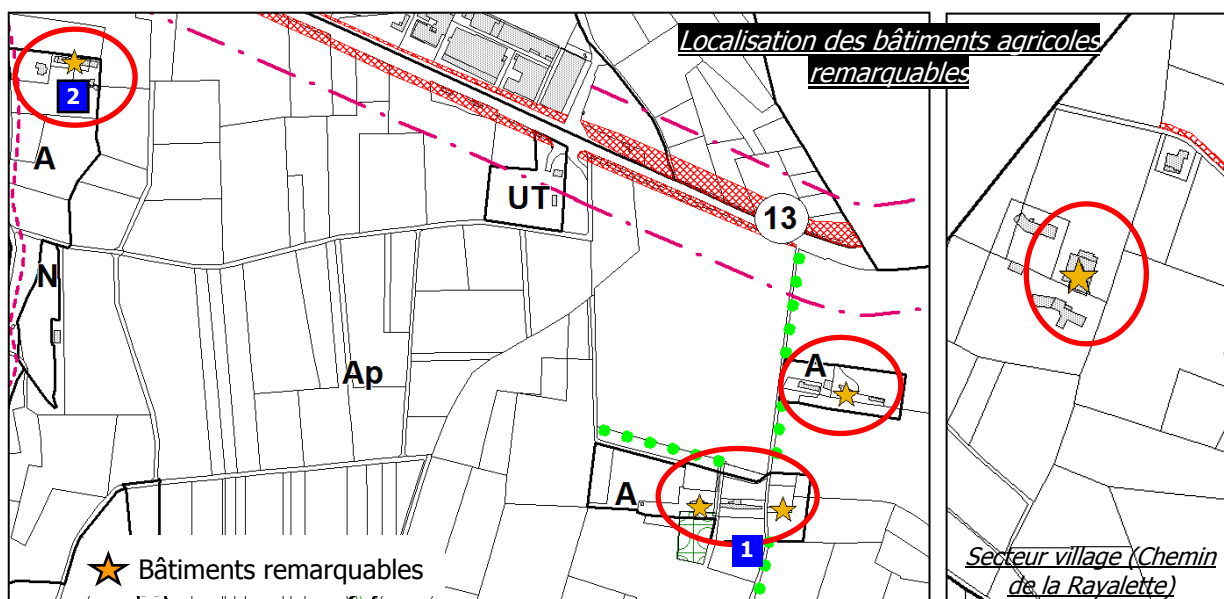 Localisation des bâtiments agricoles
remarquables
2
A
UT
13
N
Ap
A
A
1
Bâtiments remarquables
Secteur village (Chemin
de la Rayalette)